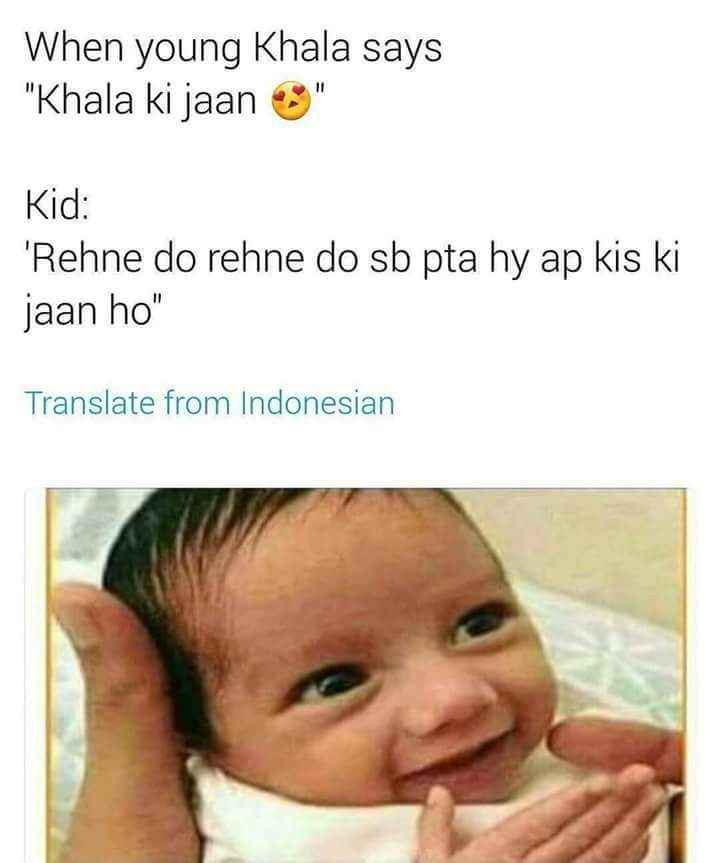 When young Khala says
"Khala ki jaan 😍"
Kid:
'Rehne do rehne do sb pta hy ap kis ki
jaan ho"
Translate from Indonesian